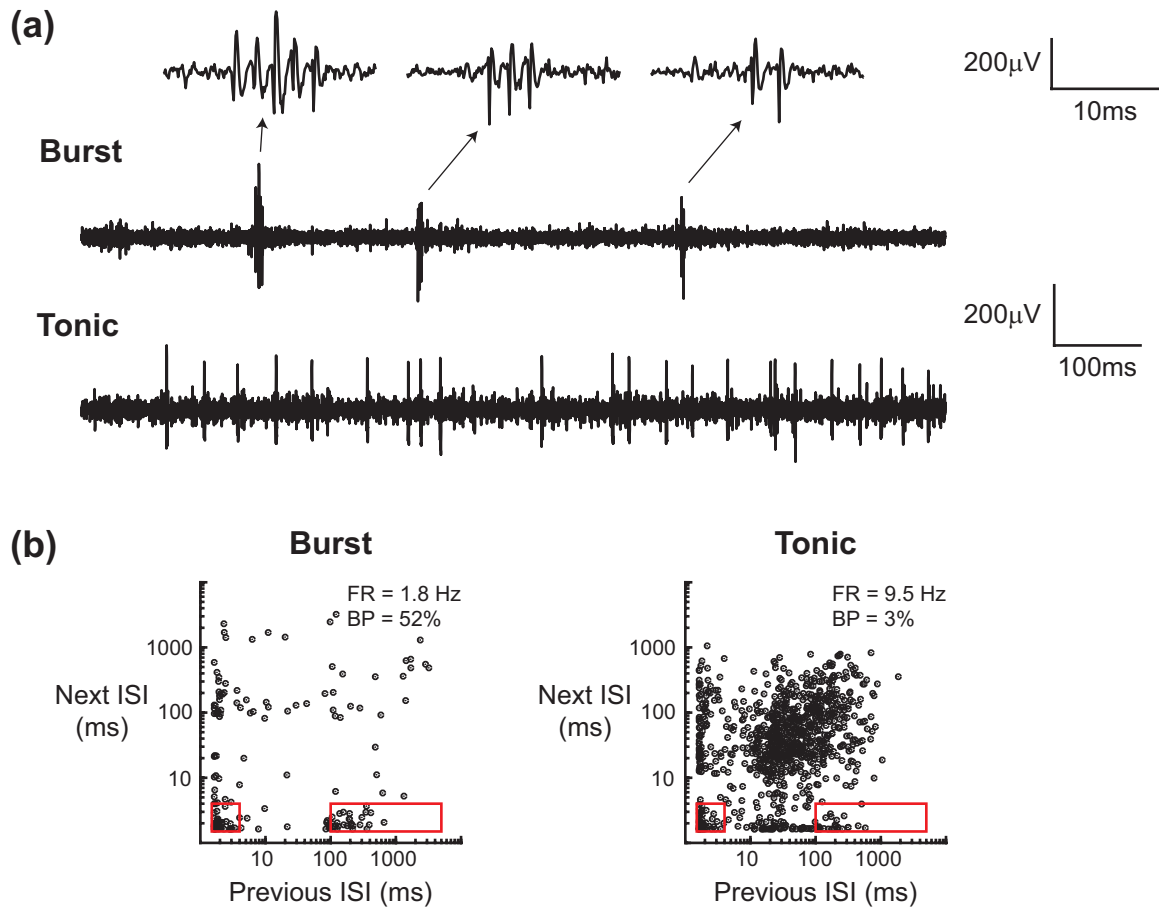 (a)
200μV
10ms
Burst
Tonic
200μV
100ms
(b)
Burst
FR = 1.8 Hz
BP = 52%
1000
Next ISI
100
(ms)
10
10 100 1000
Previous ISI (ms)
Tonic
FR = 9.5 Hz
BP = 3%
1000
Next ISI
100
(ms)
10
10 100 1000
Previous ISI (ms)